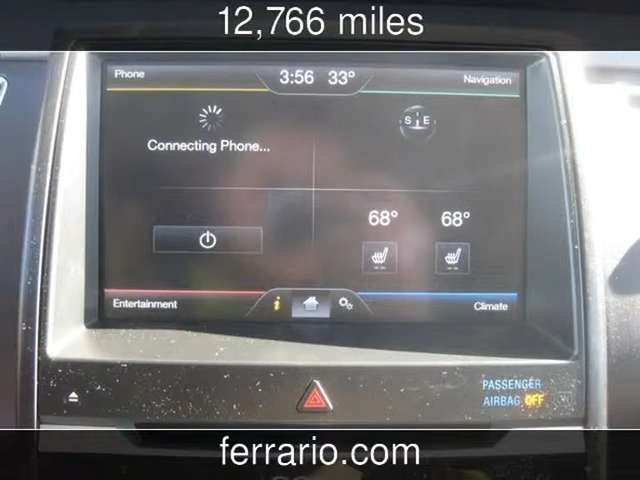 12,766 miles
Phone
3:56 33°
Navigation
S E
Connecting Phone...
68° 68°
Entertainment
i
Climate
PASSENGER
AIRBAG OFF
ferrario.com